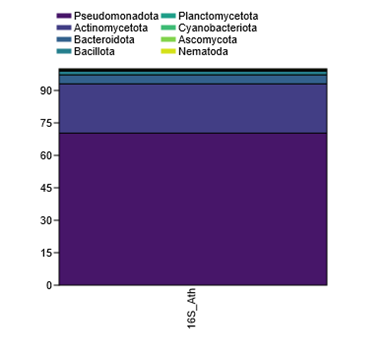 Pseudomonadota Planctomycetota
Actinomycetota Cyanobacteriota
Bacteroidota Ascomycota
Bacillota Nematoda
90
75
60
45
30
15
0
16S_Ath